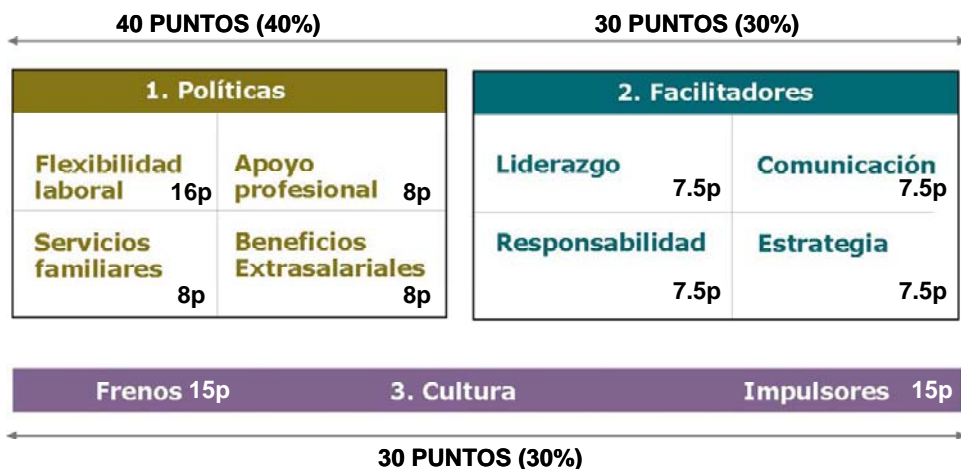 40 PUNTOS (40%)
30 PUNTOS (30%)
1. Políticas
Flexibilidad
laboral 16p
Apoyo
profesional 8p
Servicios
familiares
8p
Beneficios
Extrasalariales
8p
2. Facilitadores
Liderazgo
7.5p
Comunicación
7.5p
Responsabilidad
7.5p
Estrategia
7.5p
Frenos 15p 3. Cultura Impulsores 15p
30 PUNTOS (30%)